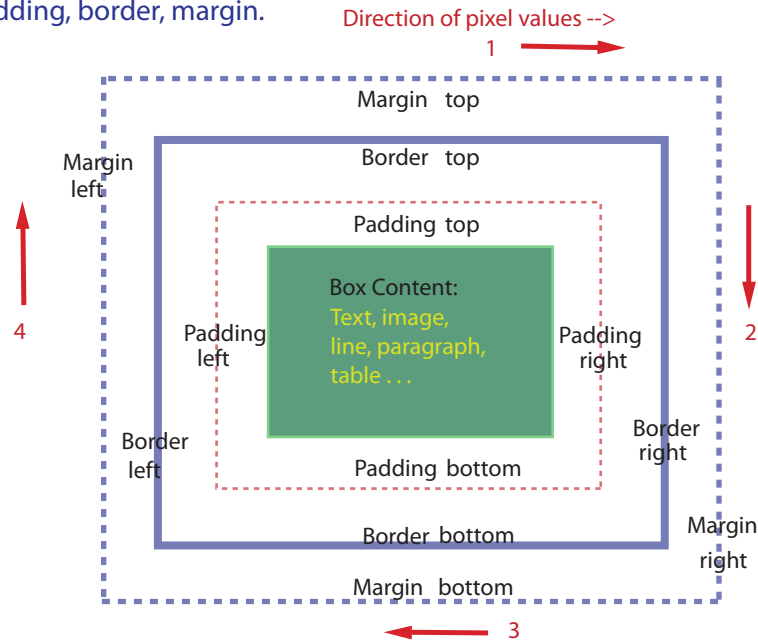 border, margin.
Direction of pixel values -->
1
Margin top
Border top
Margin
left
Padding top
Box Content:
Text, image,
line, paragraph,
table . . .
4
2
Padding
left
Padding
right
Border
left
Border
right
Padding bottom
Border bottom
Margin
right
Margin bottom
3